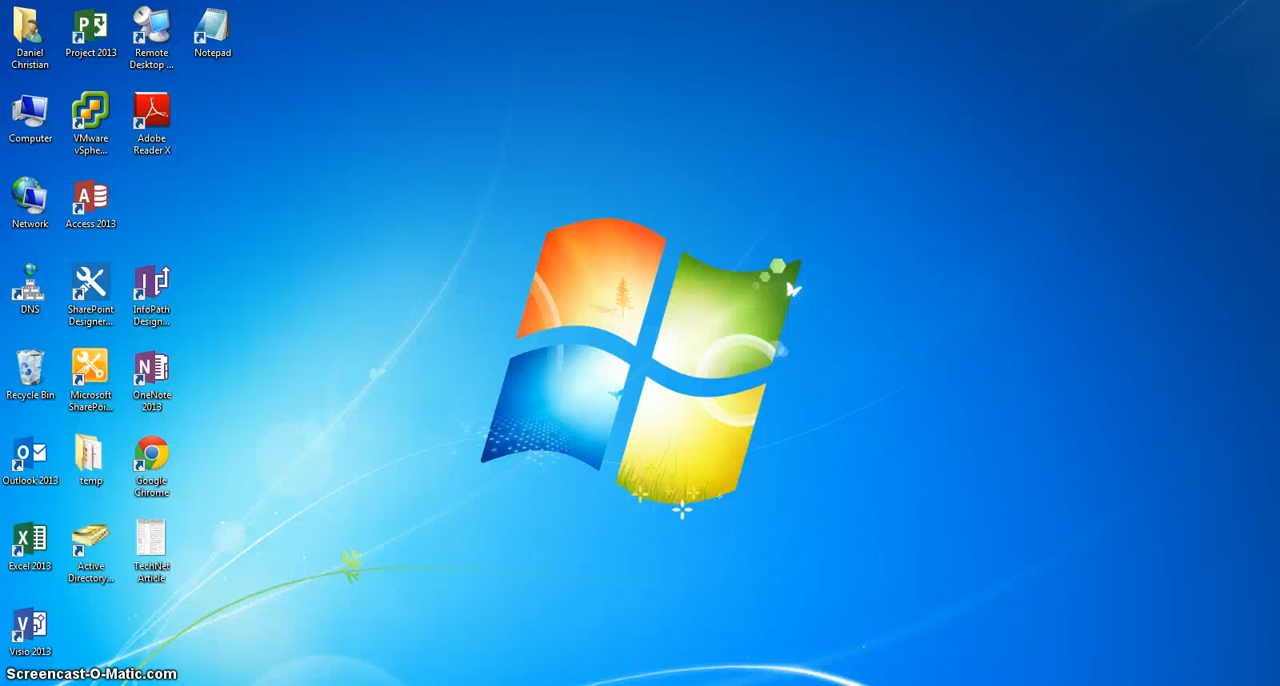 Daniel
Christian
Project 2013
Remote
Desktop ...
Notepad
Computer
VMware
vSphe...
Adobe
Reader X
Network
Access 2013
DNS
SharePoint
Designer...
InfoPath
Design...
Recycle Bin
Microsoft
SharePoi...
OneNote
2013
Outlook 2013
temp
Google
Chrome
Excel 2013
Active
Directory...
TechNet
Article
Visio 2013
Screencast-O-Matic.com